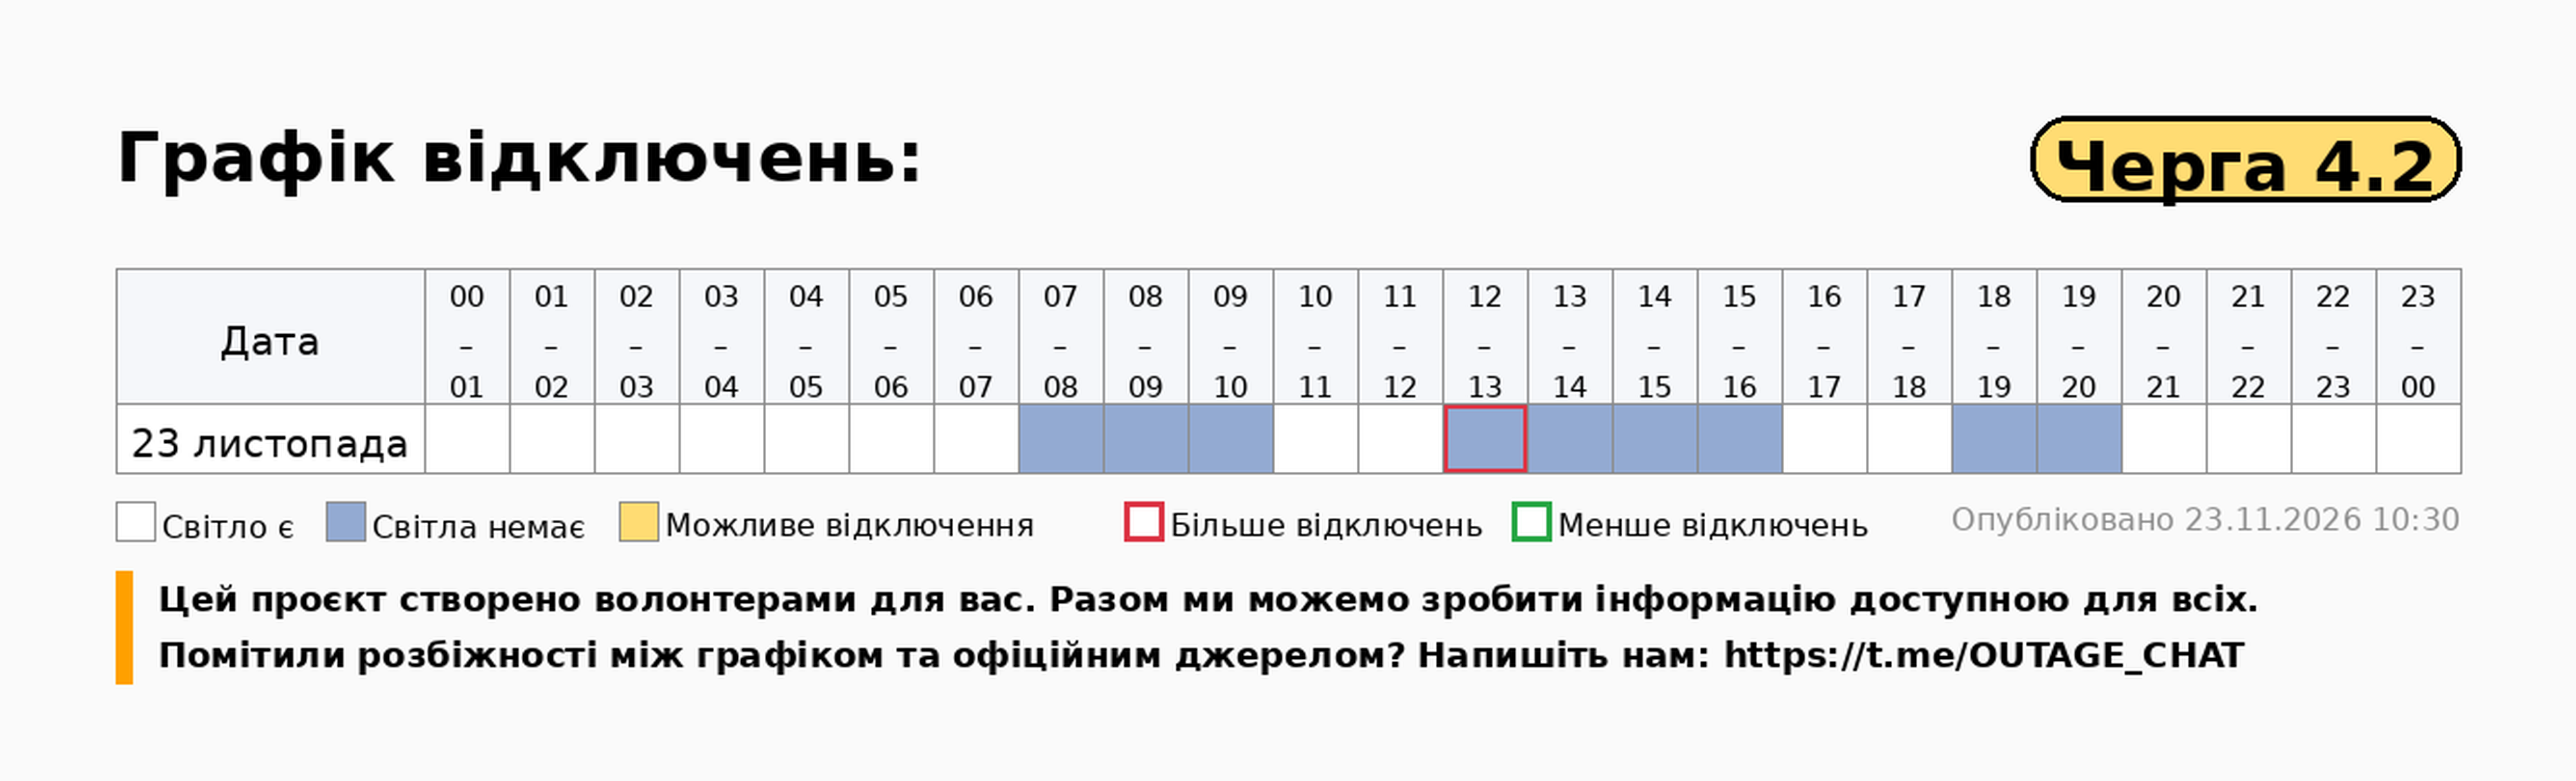 Графік відключень:
Черга 4.2
Дата
00 – 01
01 – 02
02 – 03
03 – 04
04 – 05
05 – 06
06 – 07
07 – 08
08 – 09
09 – 10
10 – 11
11 – 12
12 – 13
13 – 14
14 – 15
15 – 16
16 – 17
17 – 18
18 – 19
19 – 20
20 – 21
21 – 22
22 – 23
23 – 00
23 листопада
Світло є
Світла немає
Можливе відключення
Більше відключень
Менше відключень
Опубліковано 23.11.2026 10:30
Цей проєкт створено волонтерами для вас. Разом ми можемо зробити інформацію доступною для всіх.
Помітили розбіжності між графіком та офіційним джерелом? Напишіть нам: https://t.me/OUTAGE_CHAT